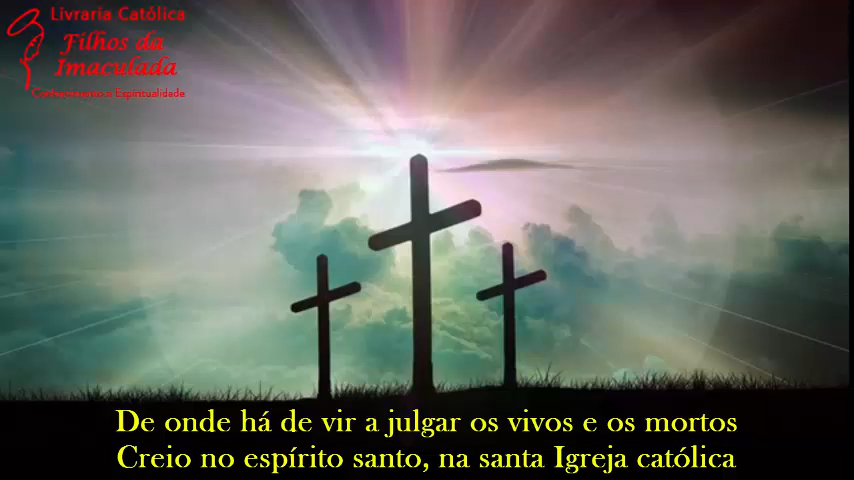 Livraria Católica
Filhos da
Imaculada
De onde há de vir a julgar os vivos e os mortos
Creio no espírito santo, na santa Igreja católica